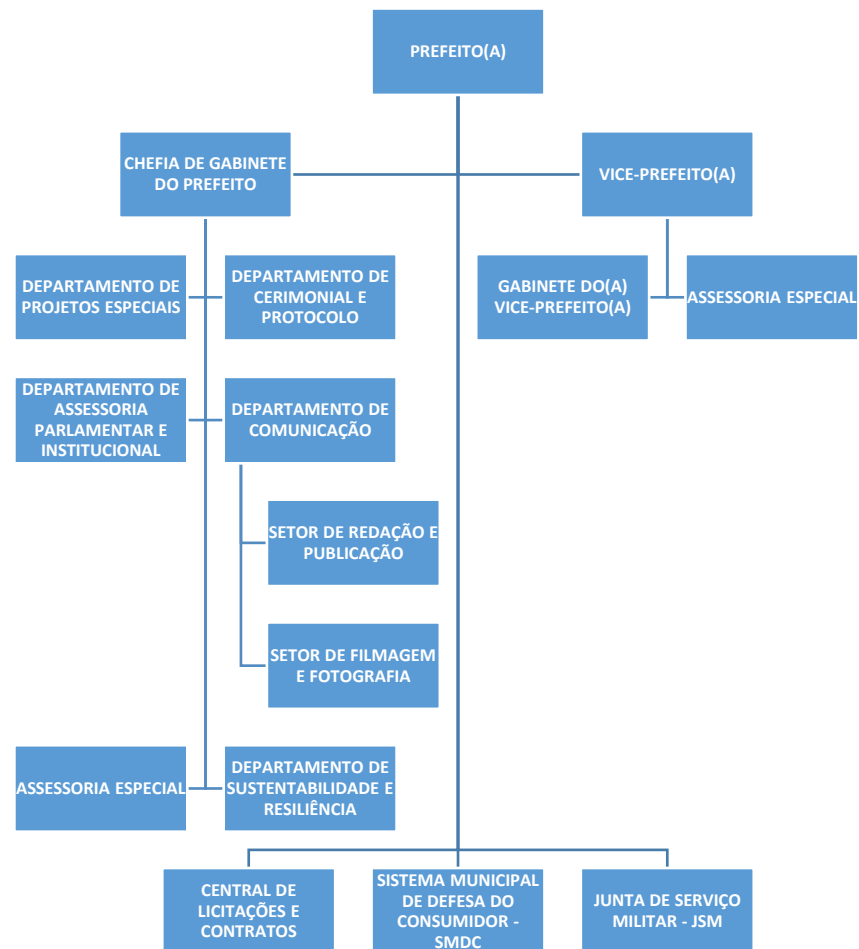 PREFEITO(A)
CHEFIA DE GABINETE
DO PREFEITO
VICE-PREFEITO(A)
DEPARTAMENTO DE
PROJETOS ESPECIAIS
DEPARTAMENTO DE
CERIMONIAL E
PROTOCOLO
GABINETE DO(A)
VICE-PREFEITO(A)
ASSESSORIA ESPECIAL
DEPARTAMENTO DE
ASSESSORIA
PARLAMENTAR E
INSTITUCIONAL
DEPARTAMENTO DE
COMUNICAÇÃO
SETOR DE REDAÇÃO E
PUBLICAÇÃO
SETOR DE FILMAGEM
E FOTOGRAFIA
ASSESSORIA ESPECIAL
DEPARTAMENTO DE
SUSTENTABILIDADE E
RESILIÊNCIA
CENTRAL DE
LICITAÇÕES E
CONTRATOS
SISTEMA MUNICIPAL
DE DEFESA DO
CONSUMIDOR -
SMDC
JUNTA DE SERVIÇO
MILITAR - JSM